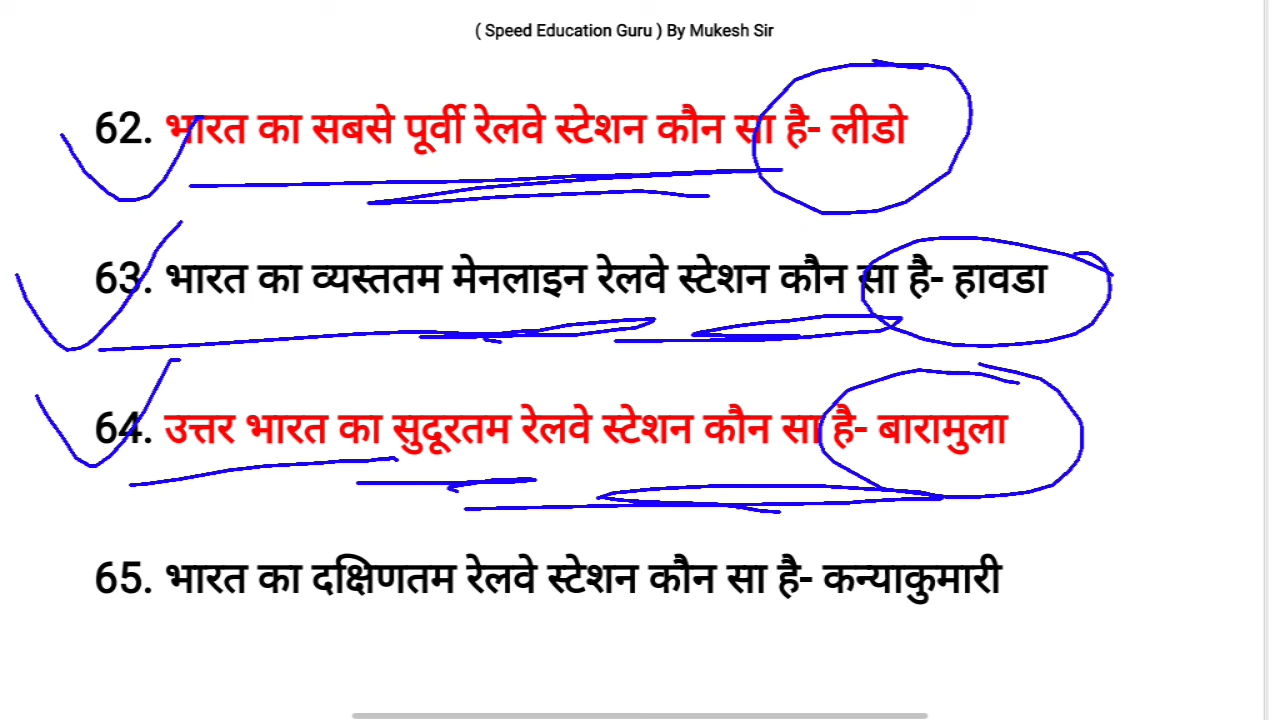 ( Speed Education Guru ) By Mukesh Sir
62. भारत का सबसे पूर्वी रेलवे स्टेशन कौन सा है- लीडो
63. भारत का व्यस्ततम मेनलाइन रेलवे स्टेशन कौन सा है- हावडा
64. उत्तर भारत का सुदूरतम रेलवे स्टेशन कौन सा है- बारामुला
65. भारत का दक्षिणतम रेलवे स्टेशन कौन सा है- कन्याकुमारी